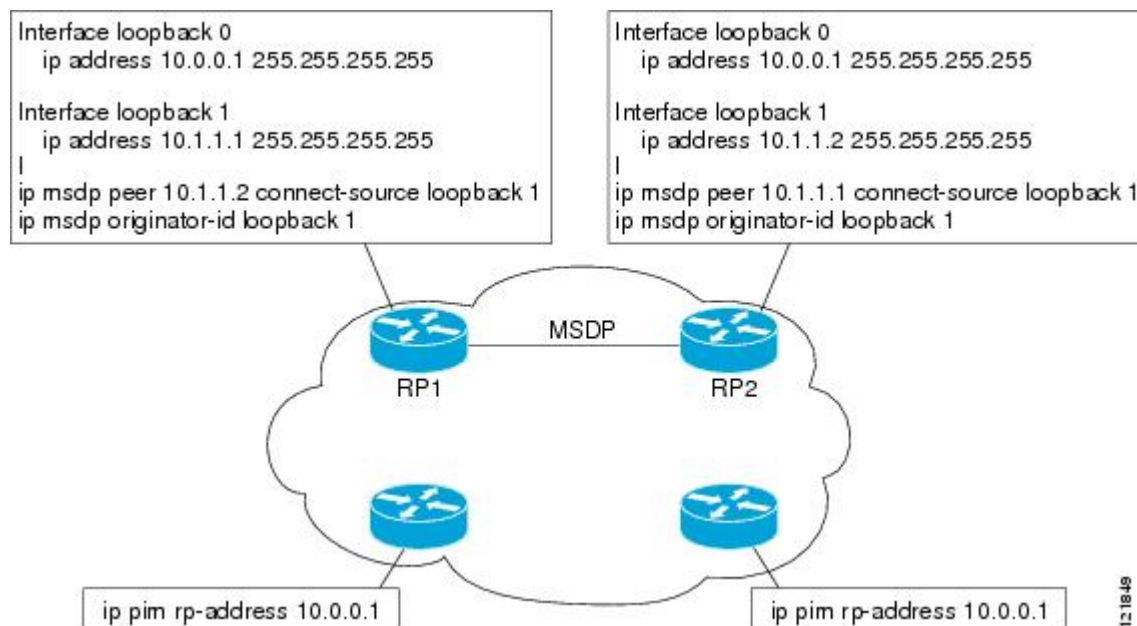 Interface loopback 0
ip address 10.0.0.1 255.255.255.255
Interface loopback 1
ip address 10.1.1.1 255.255.255.255
|
ip msdp peer 10.1.1.2 connect-source loopback 1
ip msdp originator-id loopback 1
Interface loopback 0
ip address 10.0.0.1 255.255.255.255
Interface loopback 1
ip address 10.1.1.2 255.255.255.255
|
ip msdp peer 10.1.1.1 connect-source loopback 1
ip msdp originator-id loopback 1
MSDP
RP1
RP2
ip pim rp-address 10.0.0.1
ip pim rp-address 10.0.0.1
121849